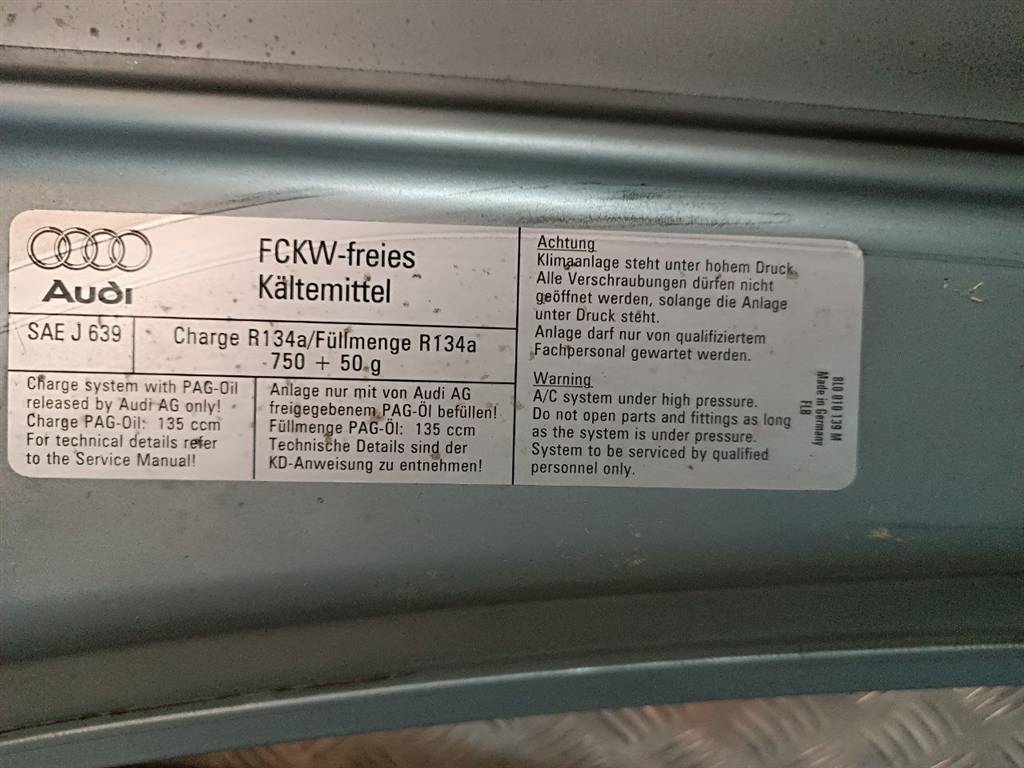 Audi
FCKW-freies
Kältemittel
SAE J 639
Charge R134a/Füllmenge R134a
750 + 50 g
Charge system with PAG-Oil
released by Audi AG only!
Charge PAG-Oil: 135 ccm
For technical details refer
to the Service Manual!
Anlage nur mit von Audi AG
freigegebenem PAG-Öl befüllen!
Füllmenge PAG-Öl: 135 ccm
Technische Details sind der
KD-Anweisung zu entnehmen!
Achtung
Klimaanlage steht unter hohem Druck.
Alle Verschraubungen dürfen nicht
geöffnet werden, solange die Anlage
unter Druck steht.
Anlage darf nur von qualifiziertem
Fachpersonal gewartet werden.
Warning
A/C system under high pressure.
Do not open parts and fittings as long
as the system is under pressure.
System to be serviced by qualified
personnel only.
8L0 010 139 M
Made in Germany
FLB